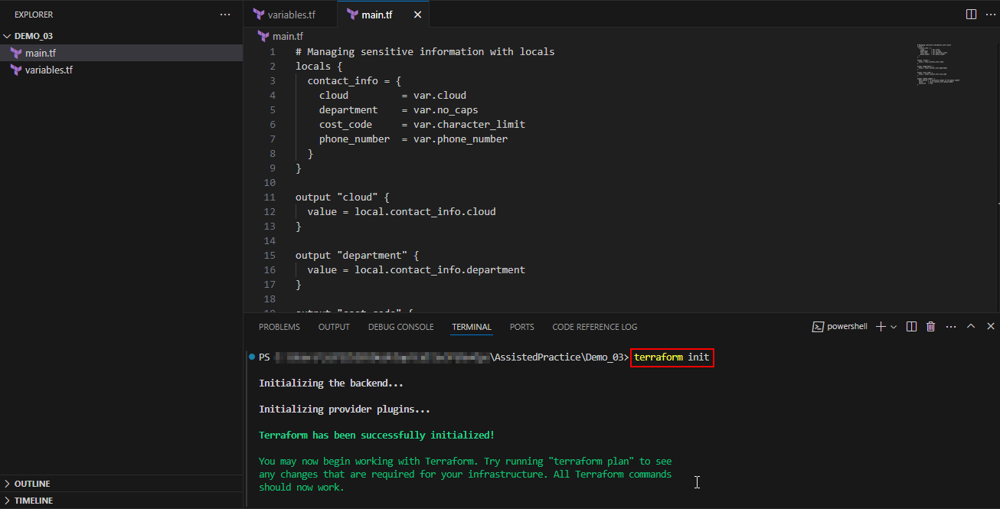 EXPLORER
DEMO_03
main.tf
variables.tf
OUTLINE
TIMELINE
variables.tf
main.tf
main.tf
1 # Managing sensitive information with locals
2 locals {
3 contact_info = {
4 cloud = var.cloud
5 department = var.no_caps
6 cost_code = var.character_limit
7 phone_number = var.phone_number
8 }
9 }
10
11 output "cloud" {
12 value = local.contact_info.cloud
13 }
14
15 output "department" {
16 value = local.contact_info.department
17 }
18
19 output "cost_code" {
PROBLEMS OUTPUT DEBUG CONSOLE TERMINAL PORTS CODE REFERENCE LOG
powershell
PS \AssistedPractice\Demo_03> terraform init
Initializing the backend...
Initializing provider plugins...
Terraform has been successfully initialized!
You may now begin working with Terraform. Try running "terraform plan" to see
any changes that are required for your infrastructure. All Terraform commands
should now work.